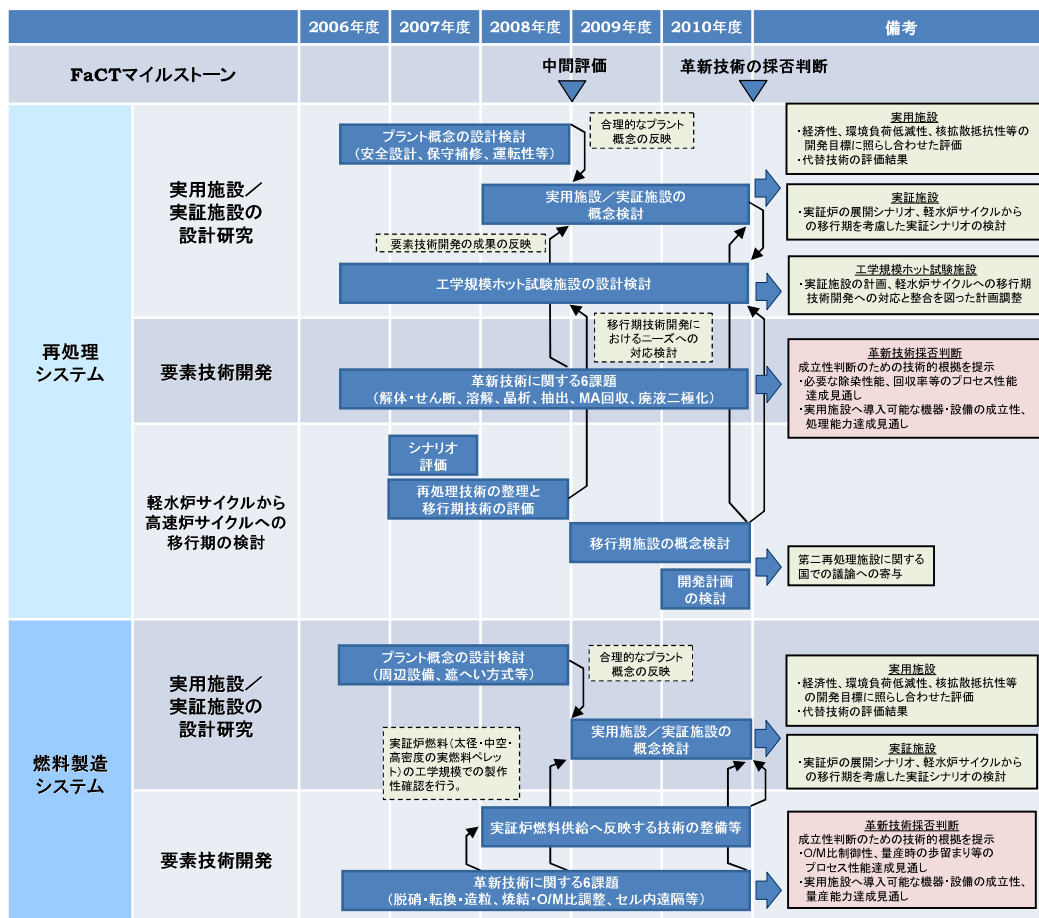 2006年度 2007年度 2008年度 2009年度 2010年度 備考
FaCTマイルストーン
中間評価
革新技術の採否判断
再処理
システム
実用施設／
実証施設の
設計研究
プラント概念の設計検討
（安全設計、保守補修、運転性等）
合理的なプラント
概念の反映
実用施設／実証施設の
概念検討
要素技術開発の成果の反映
工学規模ホット試験施設の設計検討
実用施設
・経済性、環境負荷低減性、核拡散抵抗性等の
開発目標に照らし合わせた評価
・代替技術の評価結果
実証施設
・実証炉の展開シナリオ、軽水炉サイクルから
の移行期を考慮した実証シナリオの検討
工学規模ホット試験施設
・実証施設の計画、軽水炉サイクルへの移行期
技術開発への対応と整合を図った計画調整
要素技術開発
移行期技術開発に
おけるニーズへの
対応検討
革新技術に関する6課題
（解体・せん断、溶解、晶析、抽出、MA回収、廃液二極化）
革新技術採否判断
成立性判断のための技術的根拠を提示
・必要な除染性能、回収率等のプロセス性能
達成見通し
・実用施設へ導入可能な機器・設備の成立性、
処理能力達成見通し
軽水炉サイクルから
高速炉サイクルへの
移行期の検討
シナリオ
評価
再処理技術の整理と
移行期技術の評価
移行期施設の概念検討
開発計画
の検討
第二再処理施設に関する
国での議論への寄与
燃料製造
システム
実用施設／
実証施設の
設計研究
プラント概念の設計検討
（周辺設備、遮へい方式等）
合理的なプラント
概念の反映
実用施設／実証施設の
概念検討
実証炉燃料（太径・中空・
高密度の実燃料ペレッ
ト）の工学規模での製作
性確認を行う。
実用施設
・経済性、環境負荷低減性、核拡散抵抗性等
の開発目標に照らし合わせた評価
・代替技術の評価結果
実証施設
・実証炉の展開シナリオ、軽水炉サイクルから
の移行期を考慮した実証シナリオの検討
要素技術開発
実証炉燃料供給へ反映する技術の整備等
革新技術に関する6課題
（脱硝・転換・造粒、焼結・O/M比調整、セル内遠隔等）
革新技術採否判断
成立性判断のための技術的根拠を提示
・O/M比制御性、量産時の歩留まり等の
プロセス性能達成見通し
・実用施設へ導入可能な機器・設備の成立性、
量産能力達成見通し